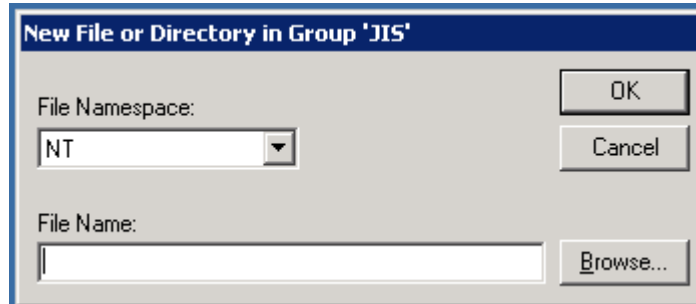 New File or Directory in Group 'JIS'
File Namespace:
NT
OK
Cancel
File Name:
Browse...